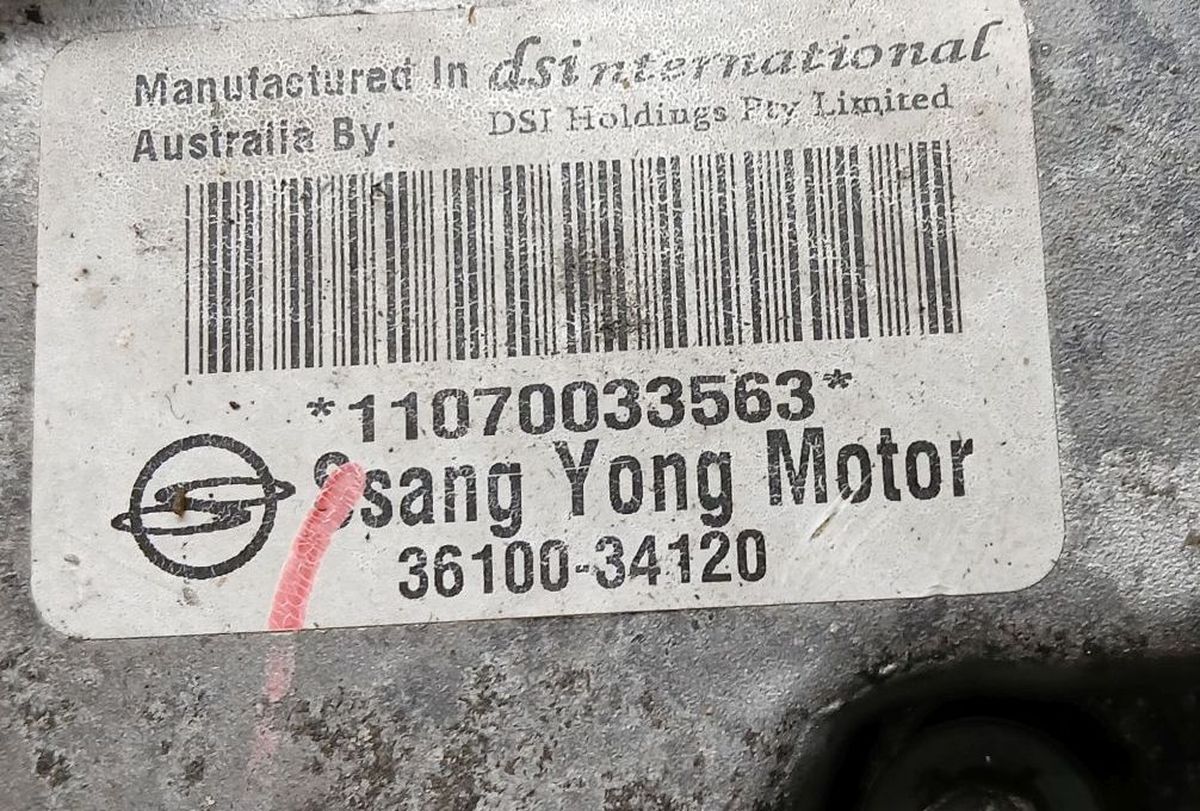 Manufactured In dsi international
Australia By: DSI Holdings Pty Limited
*11070033563*
Ssang Yong Motor
36100-34120